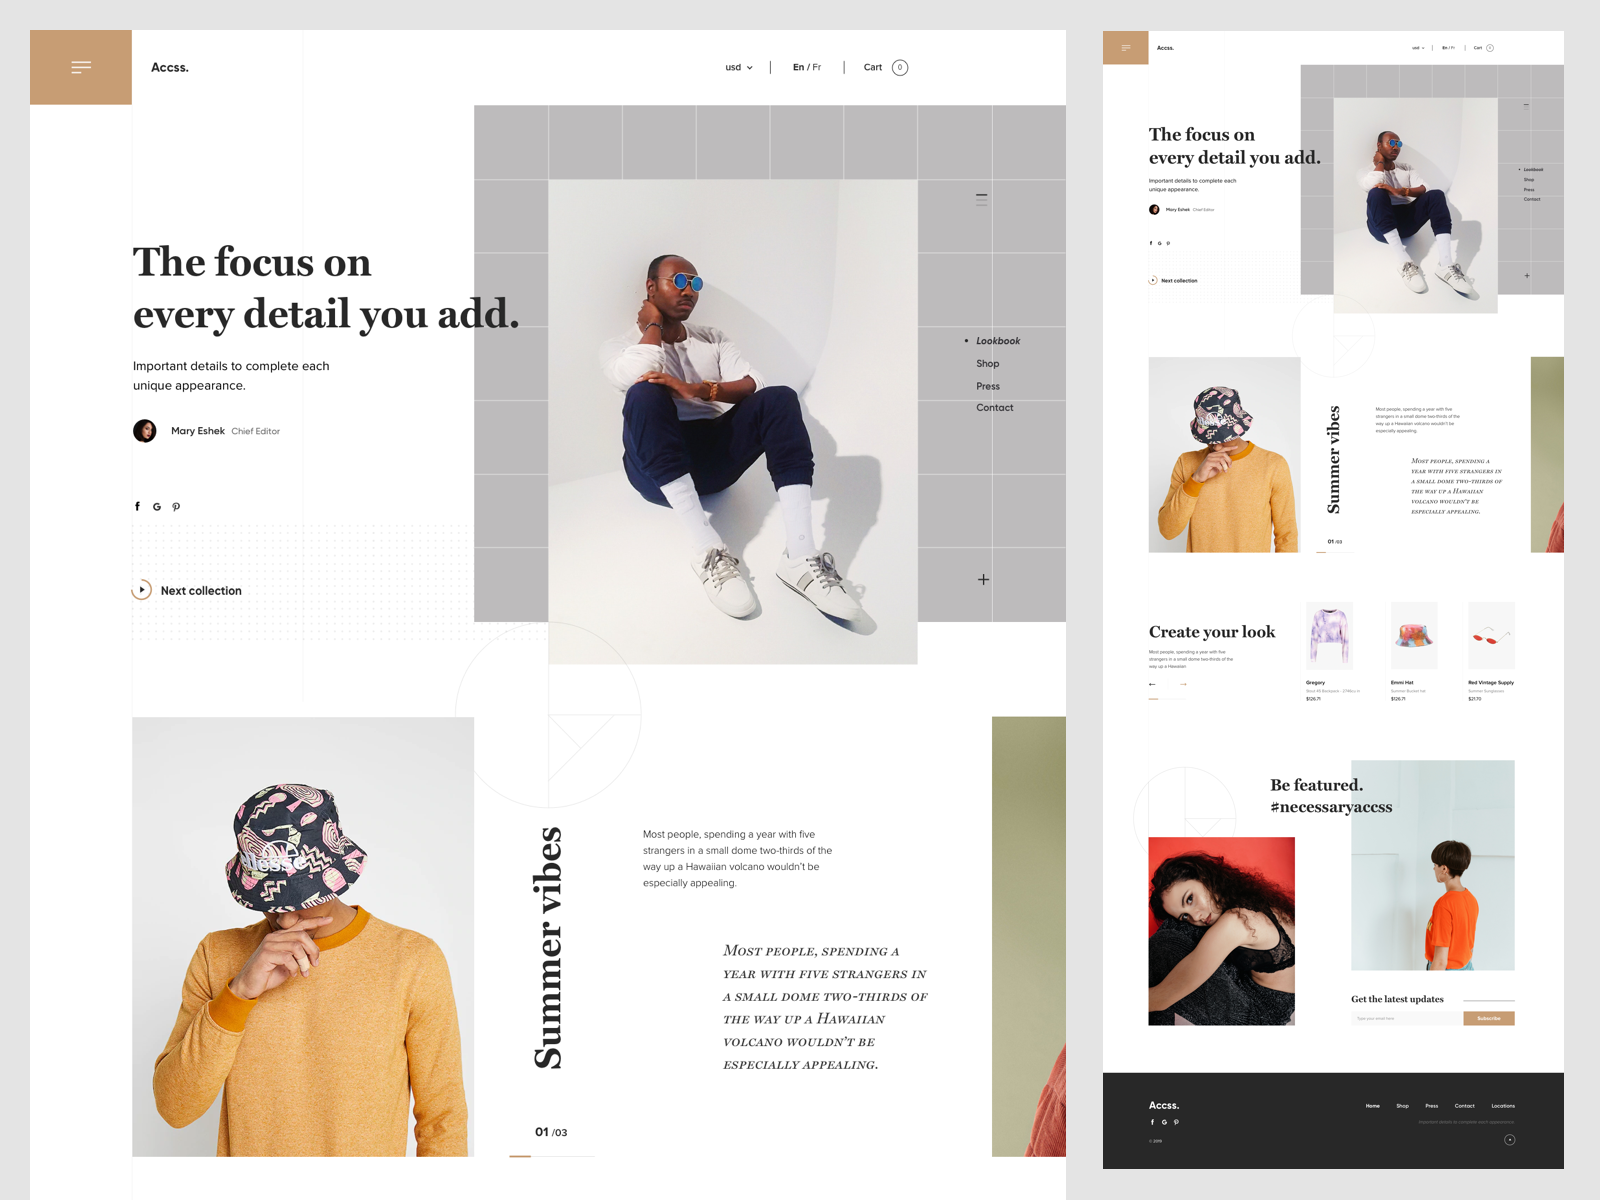 Accss.
usd
En / Fr
Cart 0
The focus on
every detail you add.
Important details to complete each
unique appearance.
Mary Eshek Chief Editor
Next collection
Lookbook
Shop
Press
Contact
Summer vibes
Most people, spending a year with five
strangers in a small dome two-thirds of the
way up a Hawaiian volcano wouldn't be
especially appealing.
Most people, spending a
year with five strangers in
a small dome two-thirds of
the way up a Hawaiian
volcano wouldn't be
especially appealing.
01 /03
Accss.
usd
En / Fr
Cart 0
The focus on
every detail you add.
Important details to complete each
unique appearance.
Mary Eshek Chief Editor
Next collection
Lookbook
Shop
Press
Contact
Summer vibes
Most people, spending a year with five
strangers in a small dome two-thirds of the
way up a Hawaiian volcano wouldn't be
especially appealing.
Most people, spending a
year with five strangers in
a small dome two-thirds of
the way up a Hawaiian
volcano wouldn't be
especially appealing.
01 /03
Create your look
Most people, spending a year with five
strangers in a small dome two-thirds of the
way up a Hawaiian
Gregory
$126.71
Emmi Hat
Summer Bucket hat
$126.71
Red Vintage Supply
Summer Sunglasses
$21.70
Be featured.
#necessaryaccss
Get the latest updates
Type your email here
Subscribe
Accss.
Home
Shop
Press
Contact
Locations
Important details to complete each appearance.
© 2019